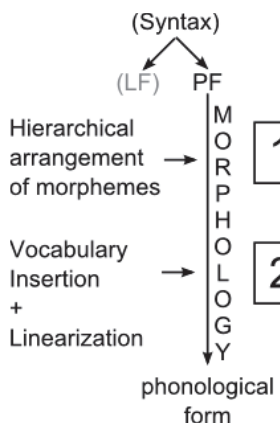 (Syntax)
(LF) PF
Hierarchical
arrangement
of morphemes
MORPHOLOGY
1
Vocabulary
Insertion
+
Linearization
2
phonological
form